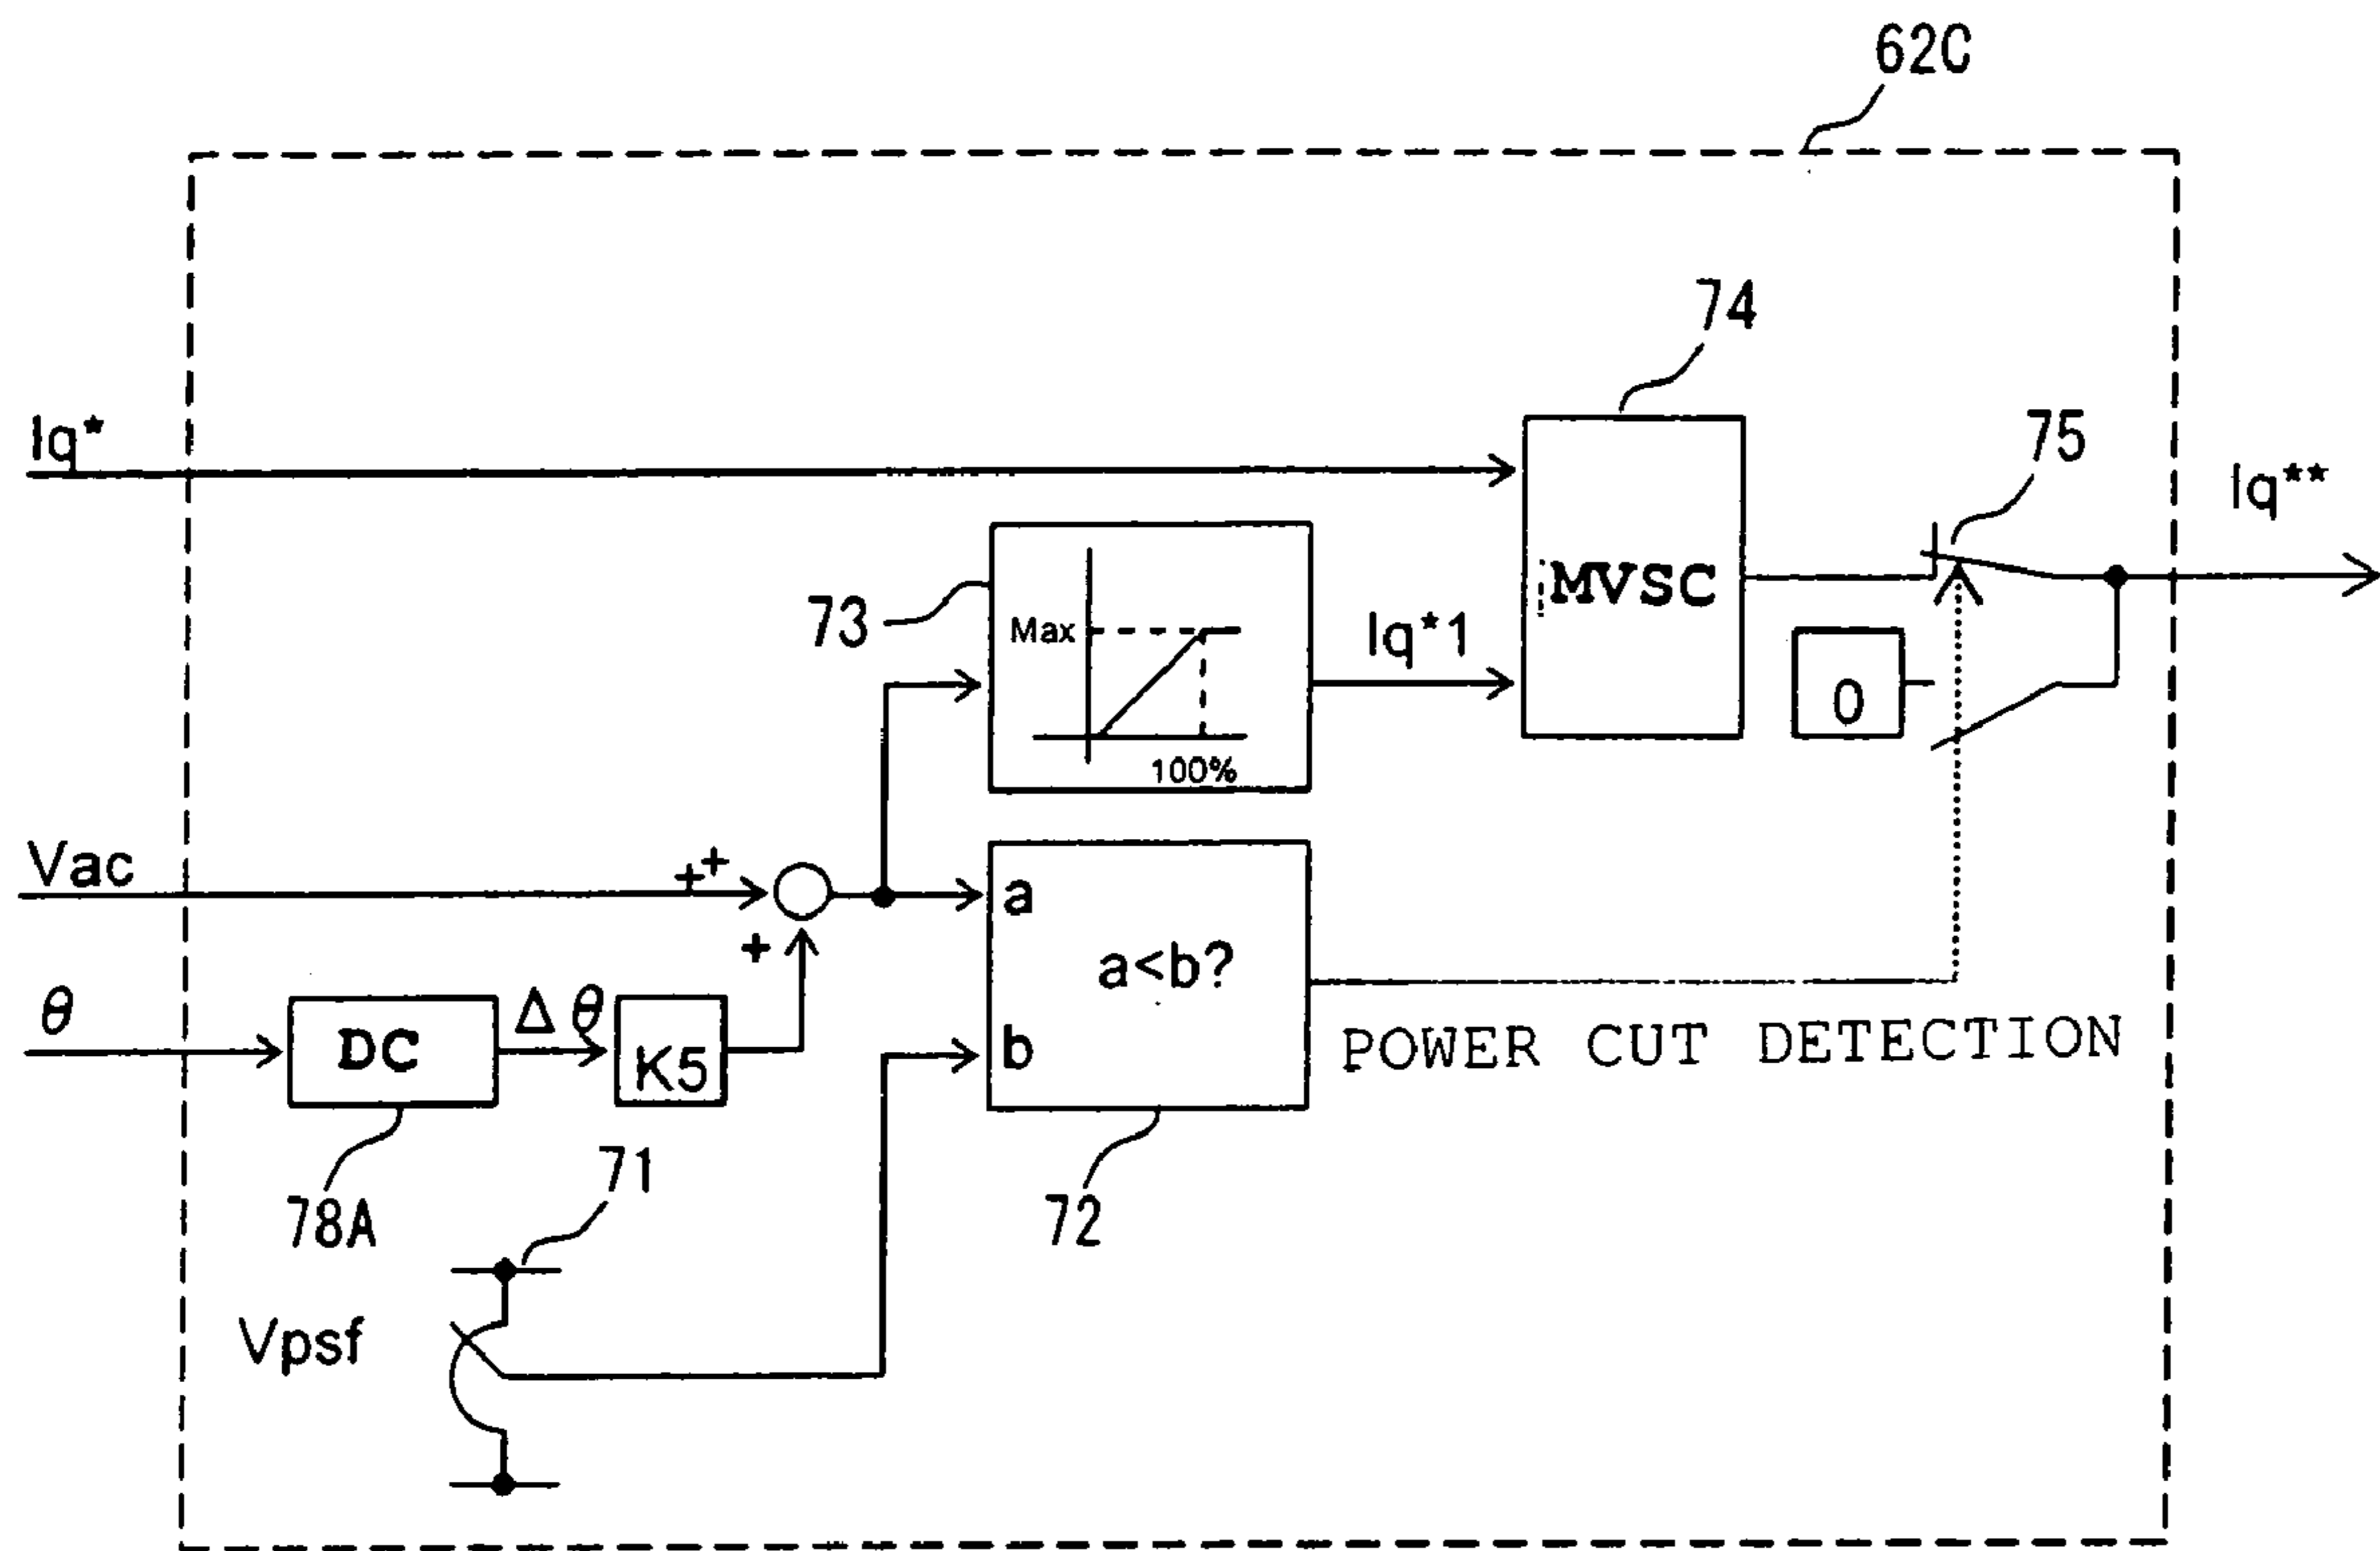 62C
74
75
Iq*
Iq**
MVSC
73
Max
Iq*1
0
100%
Vac
++
a
+
a<b?
θ
DC
Δθ
K5
b
POWER CUT DETECTION
78A
71
72
Vpsf